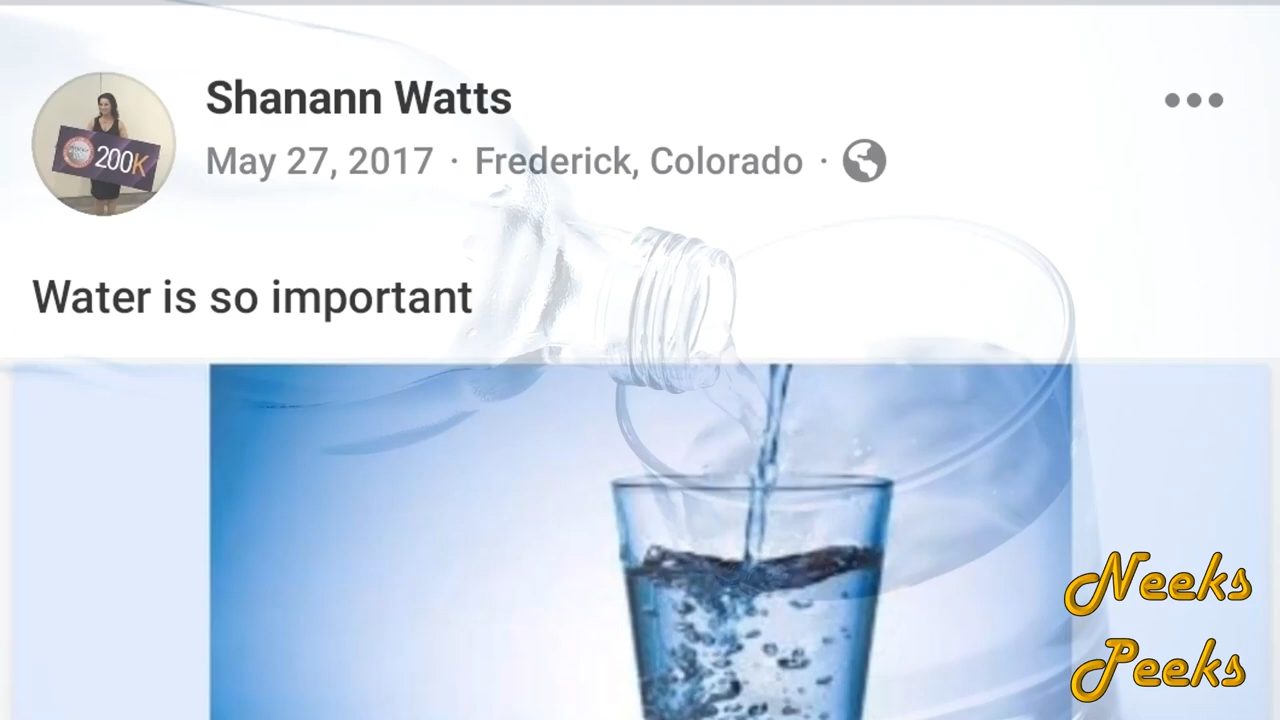 Shanann Watts
May 27, 2017 · Frederick, Colorado ·
Water is so important
200K
Neeks
Peeks